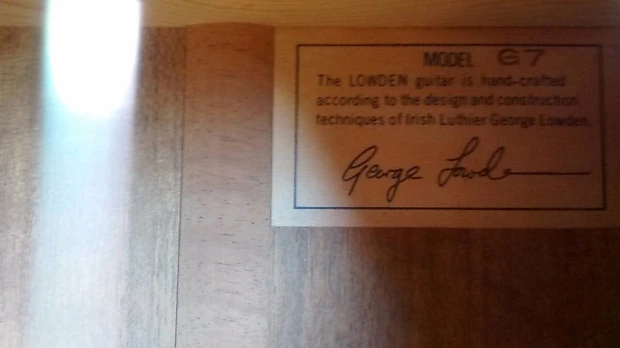 MODEL G7
The LOWDEN guitar is hand-crafted
according to the design and construction
techniques of Irish Luthier George Lowden.
George Lowden